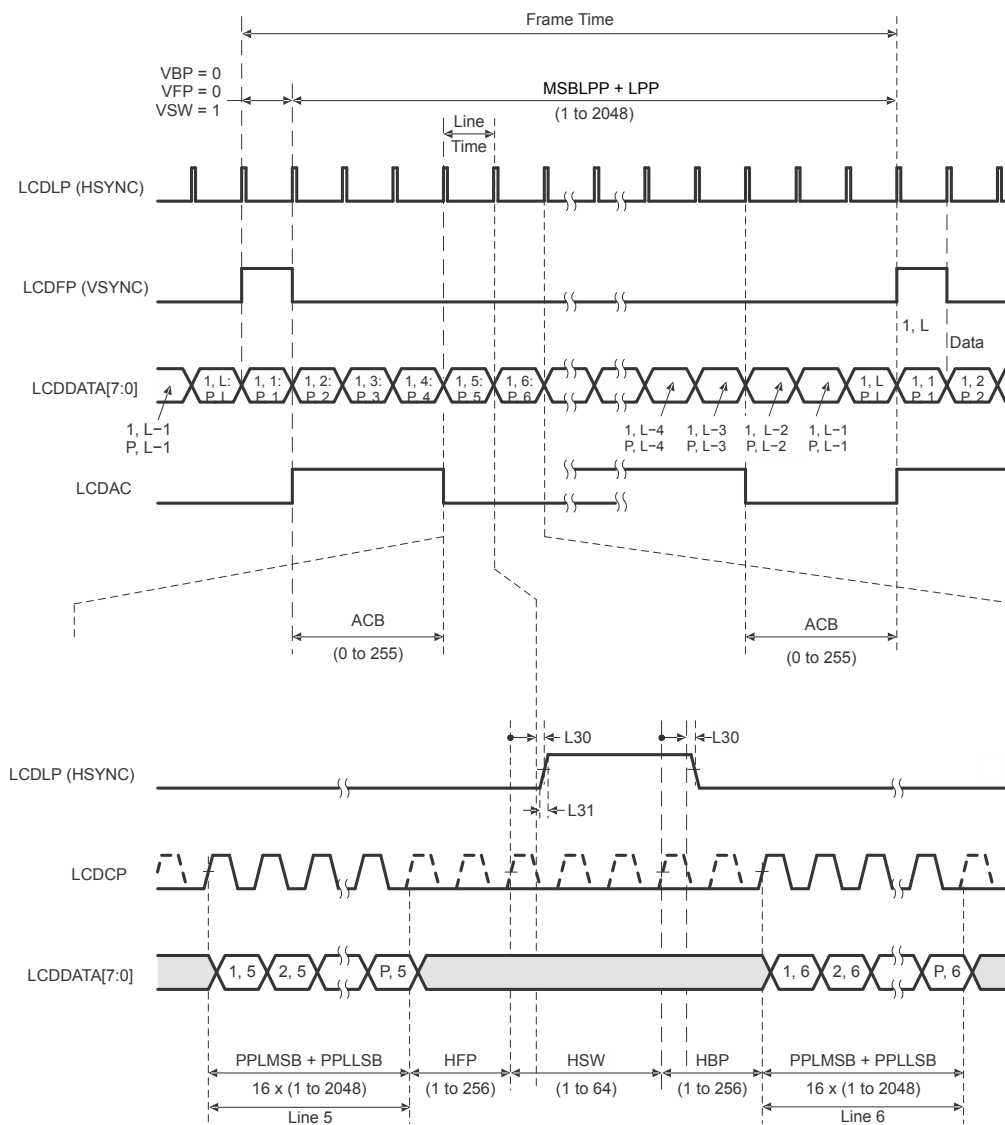 Frame Time
VBP = 0
VFP = 0
VSW = 1
MSBLPP + LPP
(1 to 2048)
Line
Time
LCDLP (HSYNC)
LCDFP (VSYNC)
1, L
Data
LCDDATA[7:0]
1, L: 1, 1: 1, 2: 1, 3: 1, 4: 1, 5: 1, 6: 1, L 1, 1 1, 2
P, L P, 1 P, 2 P, 3 P, 4 P, 5 P, 6 P, L P, 1 P, 2
1, L−1 1, L−4 1, L−3 1, L−2 1, L−1
P, L−1 P, L−4 P, L−3 P, L−2 P, L−1
LCDAC
ACB ACB
(0 to 255) (0 to 255)
L30 L30
LCDLP (HSYNC)
L31
LCDCP
LCDDATA[7:0]
1, 5 2, 5 P, 5 1, 6 2, 6 P, 6
PPLMSB + PPLLSB HFP HSW HBP PPLMSB + PPLLSB
16 x (1 to 2048) (1 to 256) (1 to 64) (1 to 256) 16 x (1 to 2048)
Line 5 Line 6